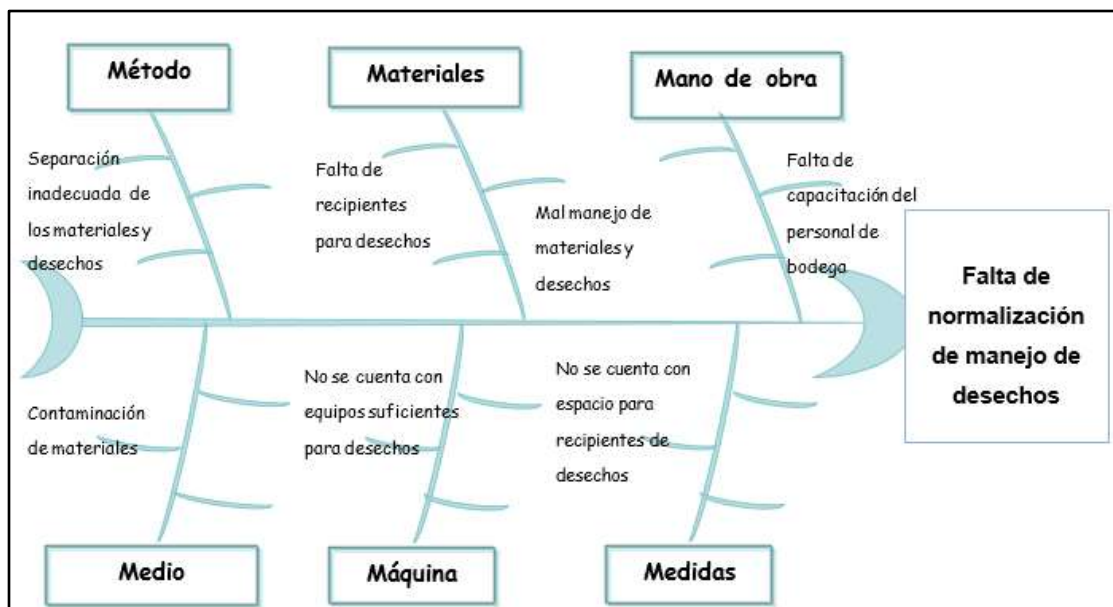 Método
Materiales
Mano de obra
Separación
inadecuada de
los materiales y
desechos
Falta de
recipientes
para desechos
Mal manejo de
materiales y
desechos
Falta de
capacitación del
personal de
bodega
Falta de
normalización
de manejo de
desechos
Contaminación
de materiales
No se cuenta con
equipos suficientes
para desechos
No se cuenta con
espacio para
recipientes de
desechos
Medio
Máquina
Medidas